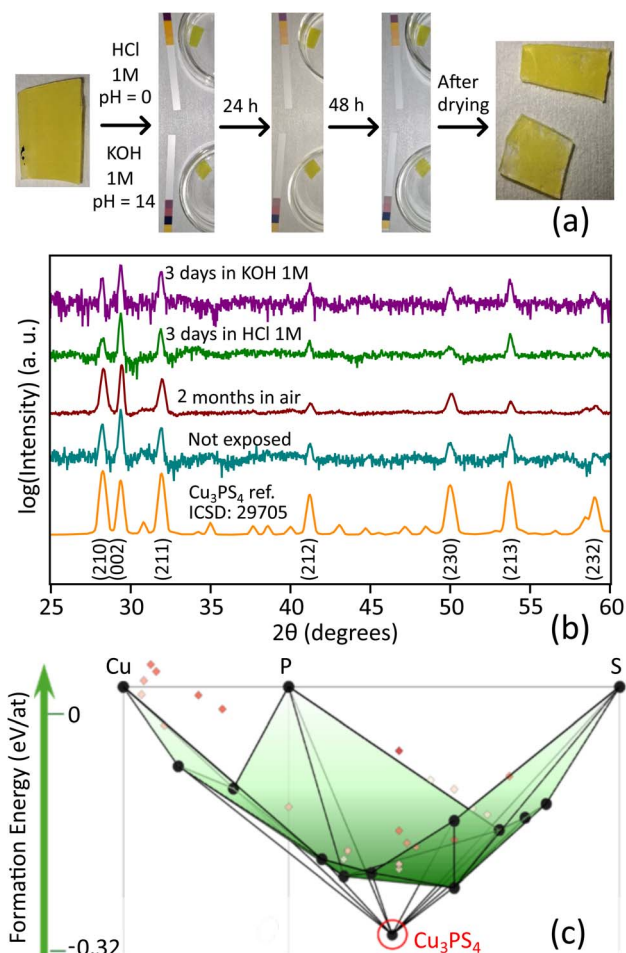 HCl
1M
pH = 0
KOH
1M
pH = 14
24 h
48 h
After
drying
(a)
log(Intensity) (a. u.)
3 days in KOH 1M
3 days in HCl 1M
2 months in air
Not exposed
Cu₃PS₄ ref.
ICSD: 29705
(210)
(002)
(211)
(212)
(230)
(213)
(232)
25 30 35 40 45 50 55 60
2θ (degrees)
(b)
Formation Energy (eV/at)
Cu P S
0
-0.32
Cu₃PS₄
(c)